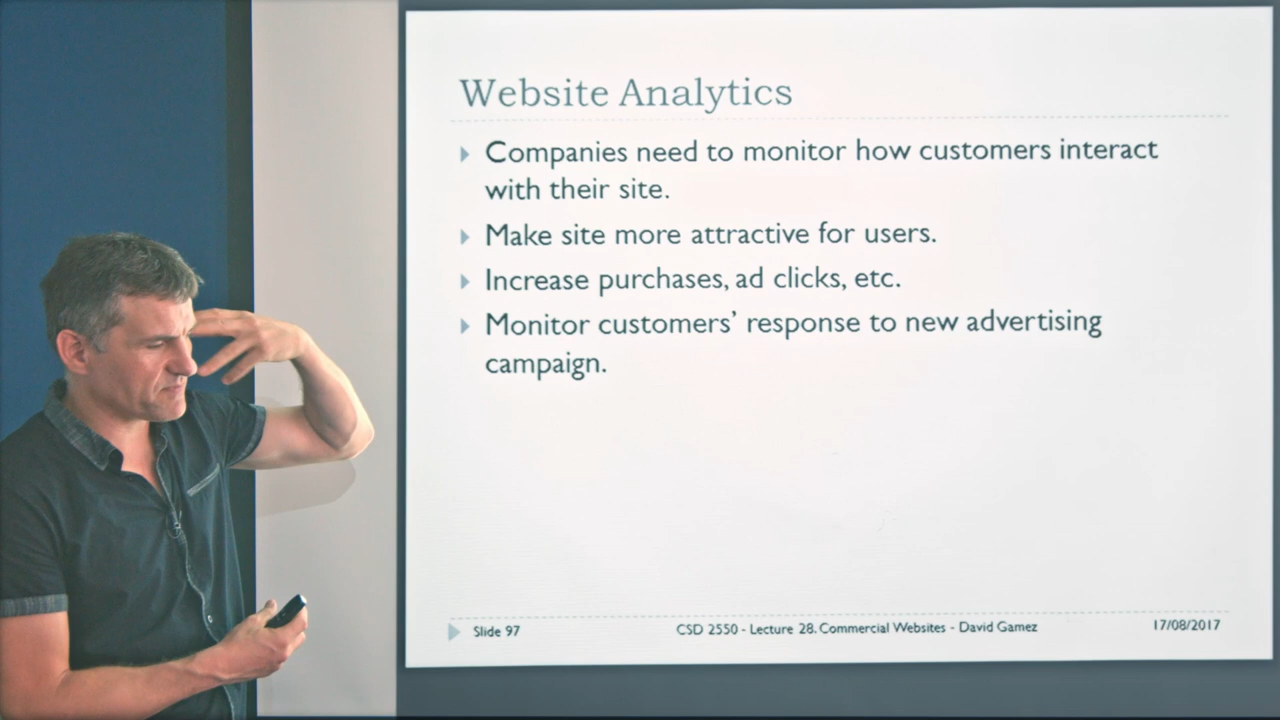 Website Analytics
Companies need to monitor how customers interact
with their site.
Make site more attractive for users.
Increase purchases, ad clicks, etc.
Monitor customers’ response to new advertising
campaign.
Slide 97
CSD 2550 - Lecture 28. Commercial Websites - David Gamez
17/08/2017